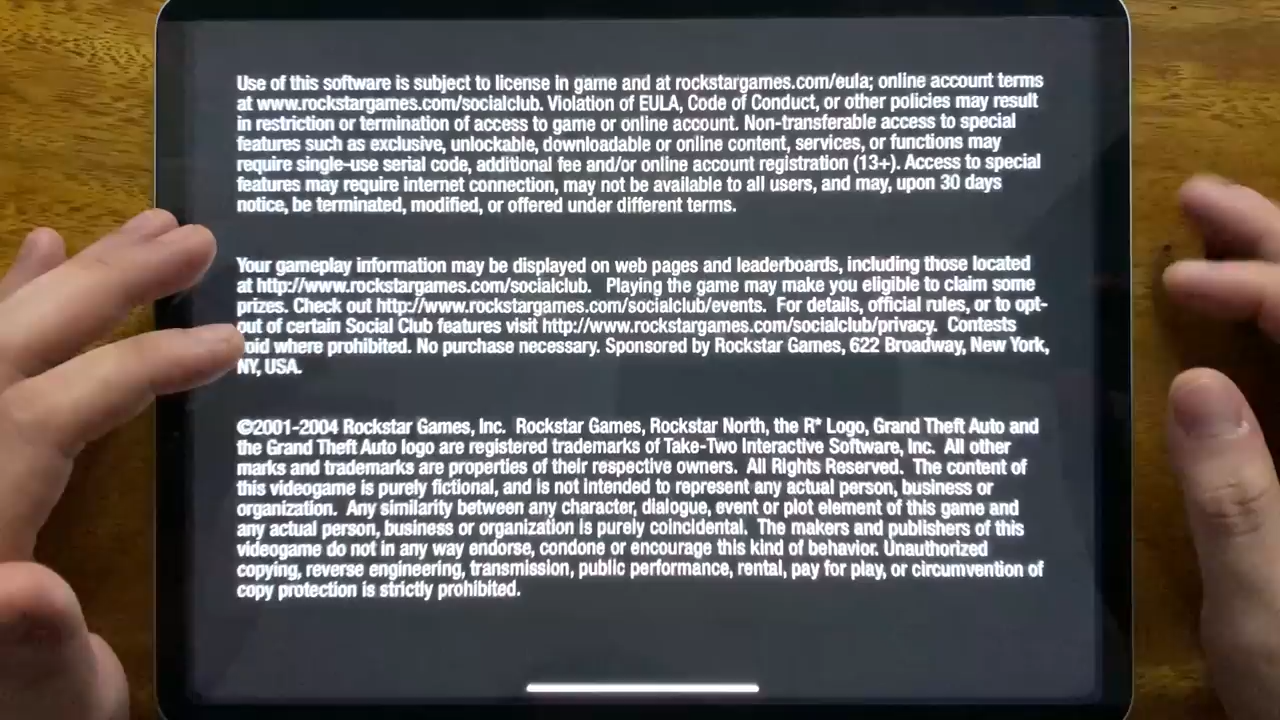 Use of this software is subject to license in game and at rockstargames.com/eula; online account terms
at www.rockstargames.com/socialclub. Violation of EULA, Code of Conduct, or other policies may result
in restriction or termination of access to game or online account. Non-transferable access to special
features such as exclusive, unlockable, downloadable or online content, services, or functions may
require single-use serial code, additional fee and/or online account registration (13+). Access to special
features may require internet connection, may not be available to all users, and may, upon 30 days
notice, be terminated, modified, or offered under different terms.
Your gameplay information may be displayed on web pages and leaderboards, including those located
at http://www.rockstargames.com/socialclub. Playing the game may make you eligible to claim some
prizes. Check out http://www.rockstargames.com/socialclub/events. For details, official rules, or to opt-
out of certain Social Club features visit http://www.rockstargames.com/socialclub/privacy. Contests
void where prohibited. No purchase necessary. Sponsored by Rockstar Games, 622 Broadway, New York,
NY, USA.
©2001-2004 Rockstar Games, Inc. Rockstar Games, Rockstar North, the R* Logo, Grand Theft Auto and
the Grand Theft Auto logo are registered trademarks of Take-Two Interactive Software, Inc. All other
marks and trademarks are properties of their respective owners. All Rights Reserved. The content of
this videogame is purely fictional, and is not intended to represent any actual person, business or
organization. Any similarity between any character, dialogue, event or plot element of this game and
any actual person, business or organization is purely coincidental. The makers and publishers of this
videogame do not in any way endorse, condone or encourage this kind of behavior. Unauthorized
copying, reverse engineering, transmission, public performance, rental, pay for play, or circumvention of
copy protection is strictly prohibited.